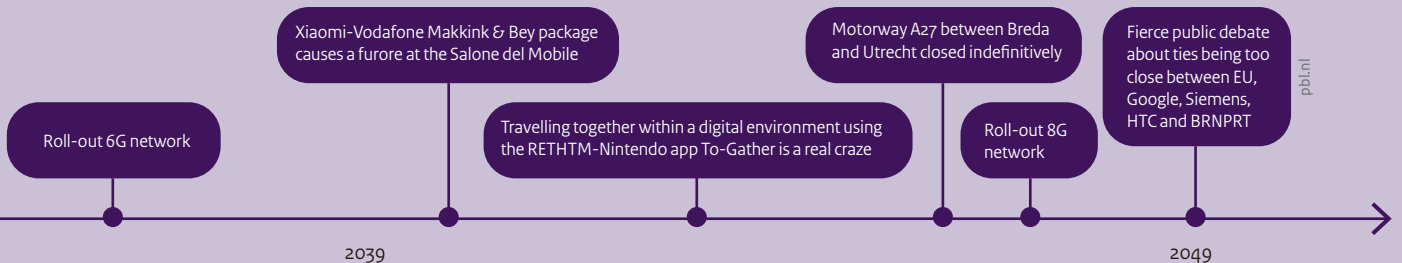 Roll-out 6G network
Xiaomi-Vodafone Makkink & Bey package
causes a furore at the Salone del Mobile
Travelling together within a digital environment using
the RETHTM-Nintendo app To-Gather is a real craze
Motorway A27 between Breda
and Utrecht closed indefinitively
Roll-out 8G
network
Fierce public debate
about ties being too
close between EU,
Google, Siemens,
HTC and BRNPRT
pbl.nl
2039
2049